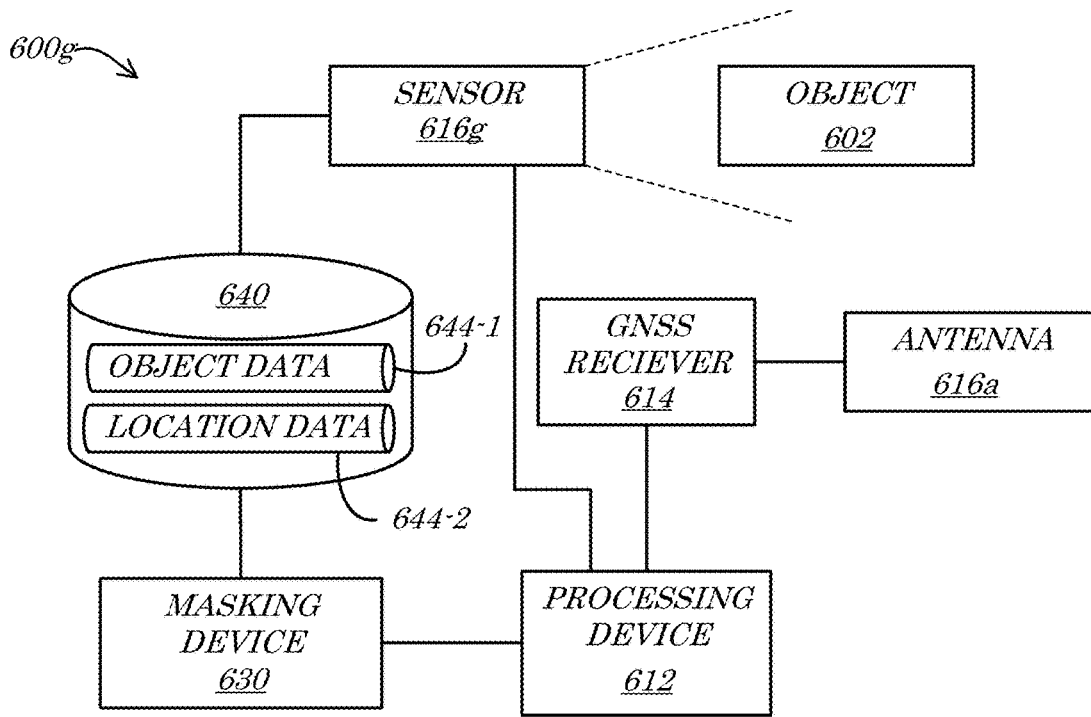 600g
SENSOR
616g
OBJECT
602
640
644-1
OBJECT DATA
LOCATION DATA
644-2
GNSS
RECIEVER
614
ANTENNA
616a
MASKING
DEVICE
630
PROCESSING
DEVICE
612